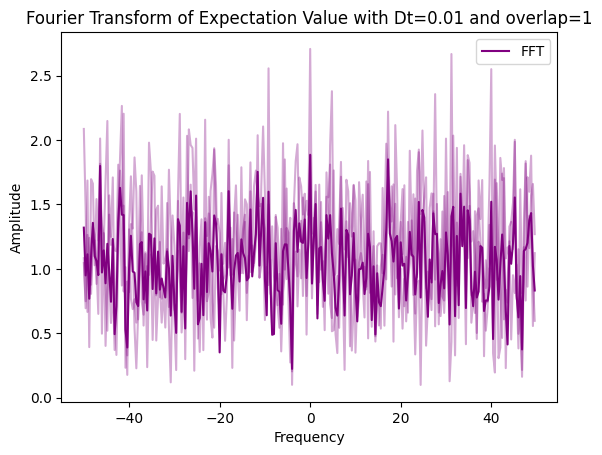 Fourier Transform of Expectation Value with Dt=0.01 and overlap=1
FFT
Amplitude
2.5
2.0
1.5
1.0
0.5
0.0
−40
−20
0
20
40
Frequency